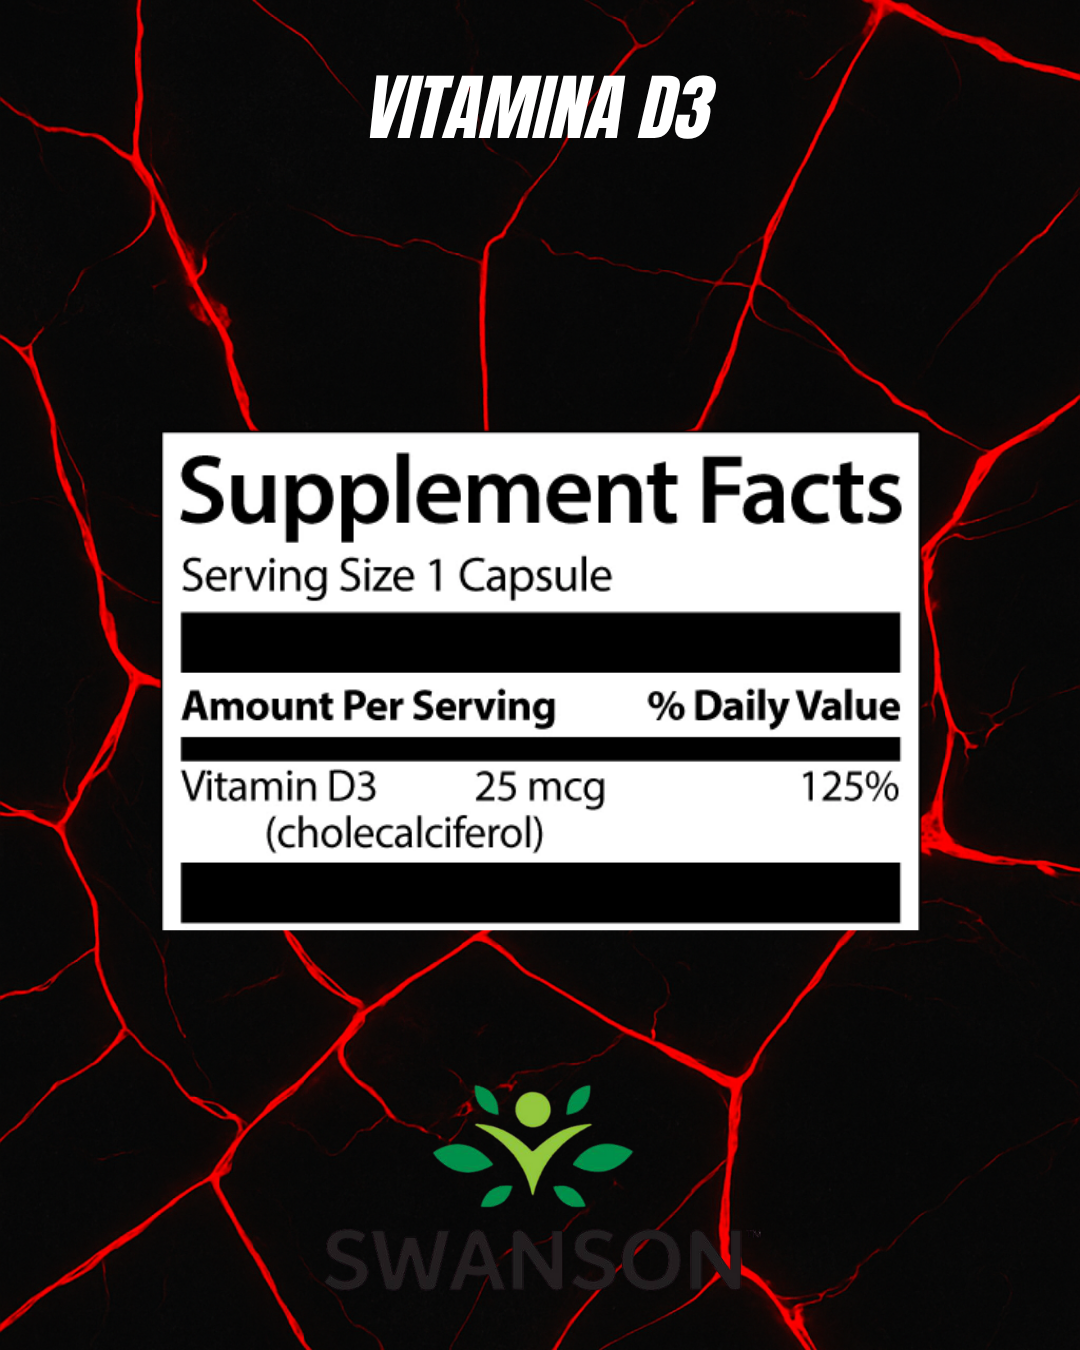 VITAMINA D3
Supplement Facts
Serving Size 1 Capsule
Amount Per Serving % Daily Value
Vitamin D3 25 mcg 125%
(cholecalciferol)
SWANSON™